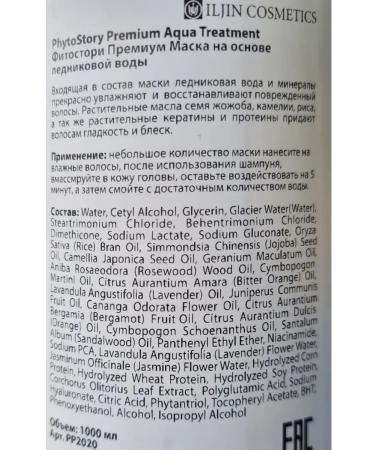 ILJIN COSMETICS
PhytoStory Premium Aqua Treatment
Фитостори Премиум Маска на основе
ледниковой воды
Входящая в состав маски ледниковая вода и минералы
прекрасно увлажняют и восстанавливают поврежденный
волосы. Растительные масла семя жожоба, камелии, риса,
а так же растительные кератины и протеины придают
волосам гладкость и блеск.
Применение: небольшое количество маски нанесите на
влажные волосы, после использования шампуня,
вмассмруйте в кожу головы, оставьте воздействовать на 5
минут, а затем смойте с достаточным количеством воды.
Состав: Water, Cetyl Alcohol, Glycerin, Glacier Water(Water),
Steartrimonium Chloride, Behentrimonium Chloride,
Dimethicone, Sodium Lactate, Sodium Gluconate, Oryza
Sativa (Rice) Bran Oil, Simmondsia Chinensis (Jojoba) Seed
Oil, Camellia Japonica Seed Oil, Geranium Maculatum Oil,
Aniba Rosaeodora (Rosewood) Wood Oil, Cymbopogon
Martini Oil, Citrus Aurantium Amara (Bitter Orange) Oil,
Lavandula Angustifolia (Lavender) Oil, Juniperus Communis
Fruit Oil, Cananga Odorata Flower Oil, Citrus Aurantium
Bergamia (Bergamot) Fruit Oil, Citrus Aurantium Dulcis
(Orange) Oil, Cymbopogon Schoenanthus Oil, Santalum
Album (Sandalwood) Oil, Panthenyl Ethyl Ether, Niacinamide,
Sodium PCA, Lavandula Angustifolia (Lavender) Flower Water,
Jasminum Officinale (Jasmine) Flower Water, Hydrolyzed Corn
Protein, Hydrolyzed Wheat Protein, Hydrolyzed Soy Protein,
Corchorus Olitorius Leaf Extract, Polyglutamic Acid, Sodium
Hyaluronate, Citric Acid, Phytantriol, Tocopheryl Acetate, BHT,
Phenoxyethanol, Alcohol, Isopropyl Alcohol
Объем: 1000 мл
Арт. PP2020
EAC